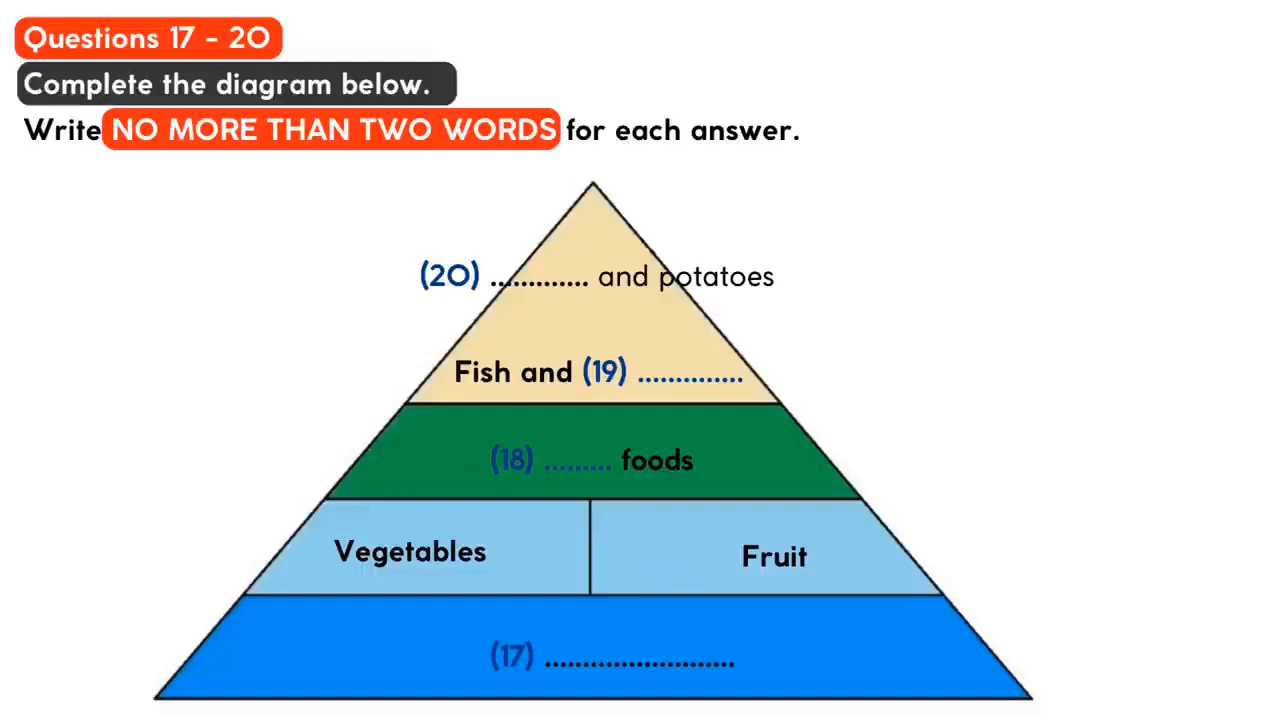 Questions 17 - 20
Complete the diagram below.
Write NO MORE THAN TWO WORDS for each answer.
(20) ............. and potatoes
Fish and (19) ..............
(18) ......... foods
Vegetables
Fruit
(17) .........................